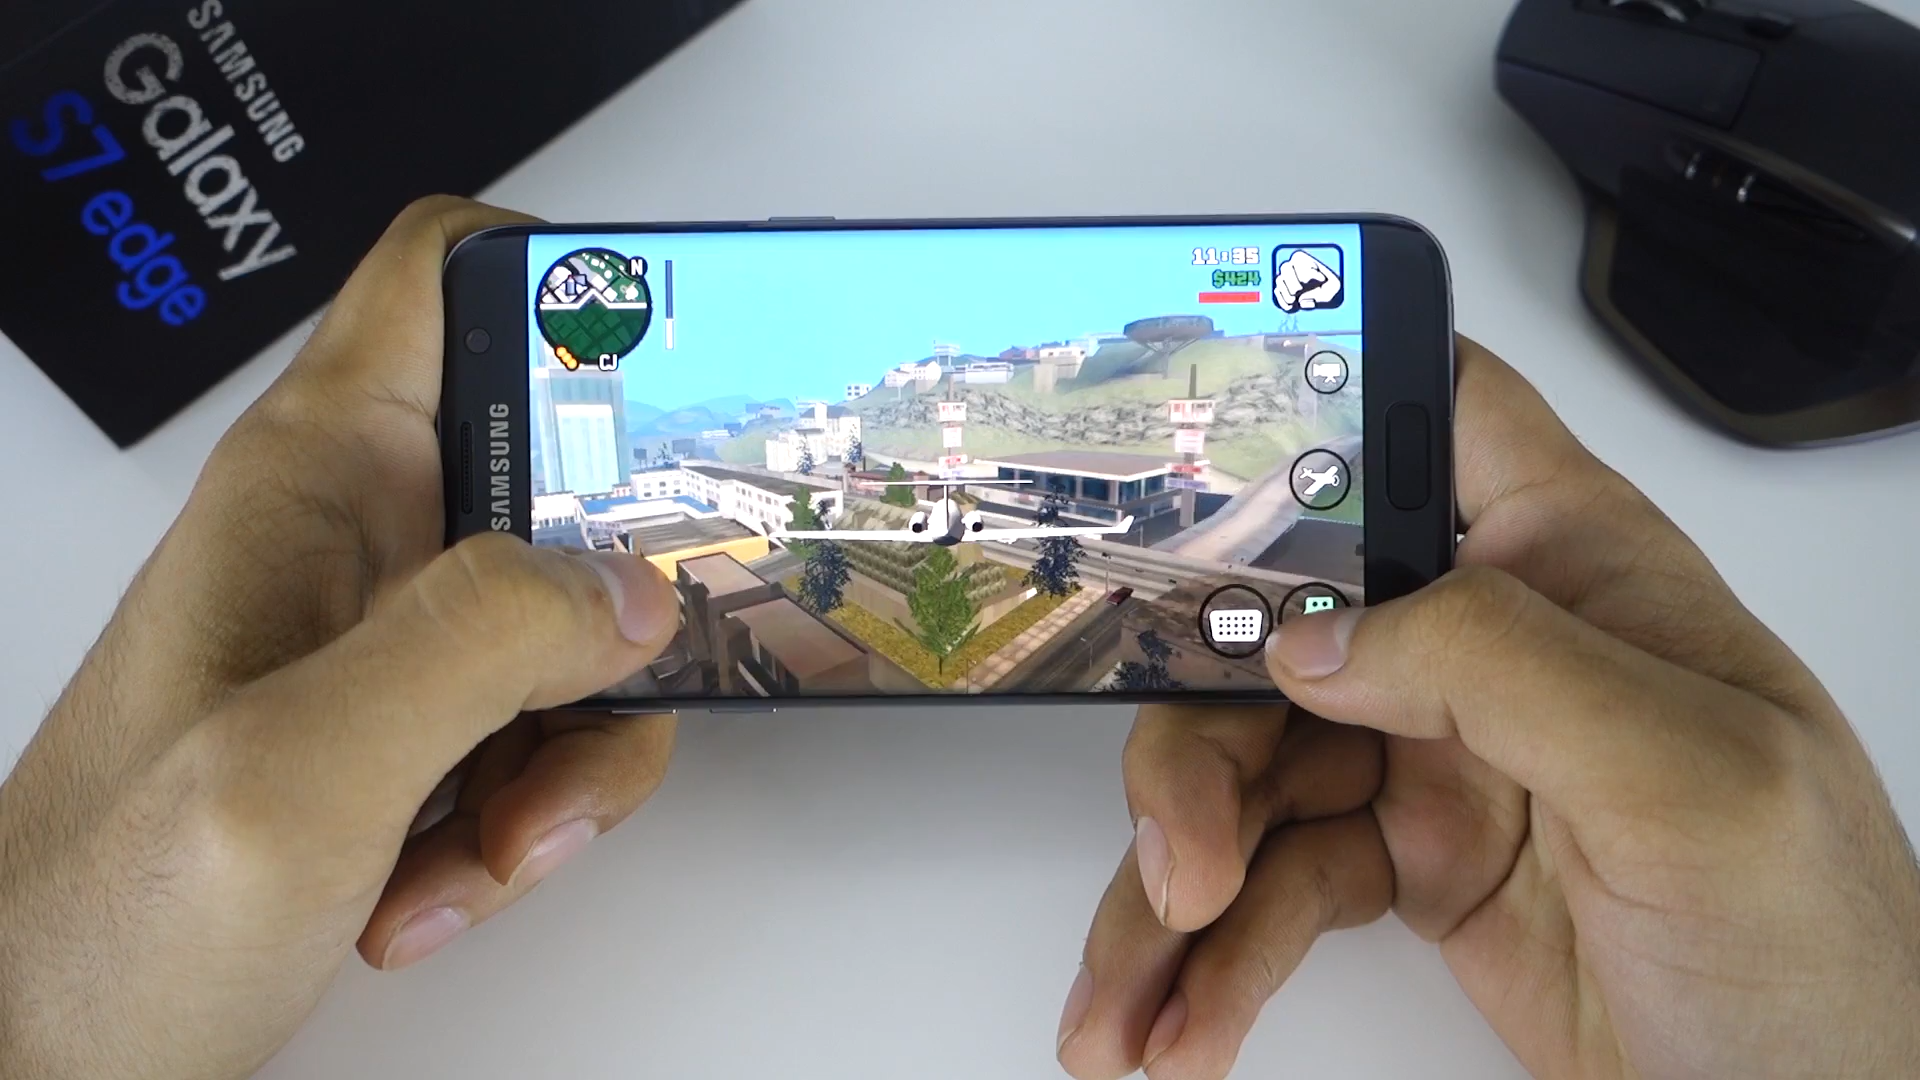 SAMSUNG
Galaxy
S7 edge
SAMSUNG
N
CJ
11:35
$424